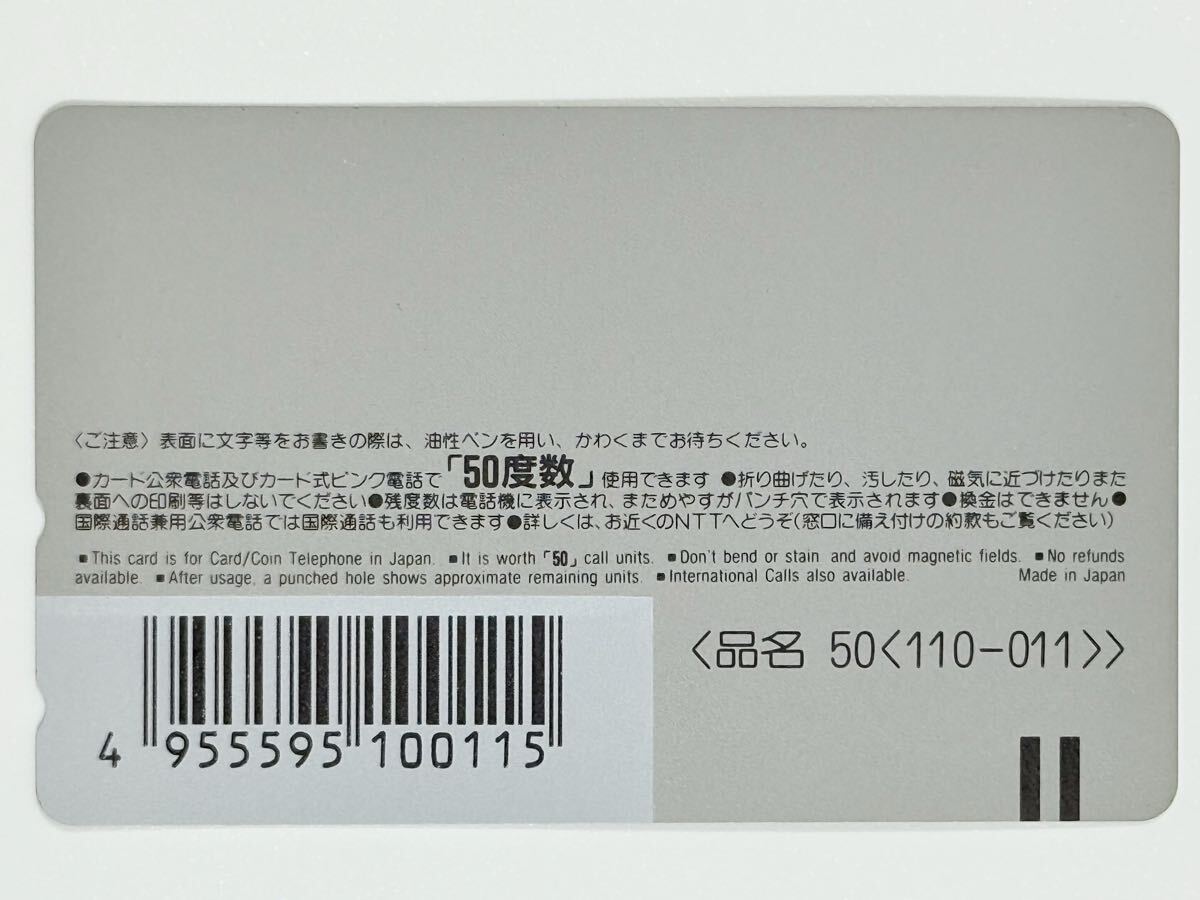 〈ご注意〉表面に文字等をお書きの際は、油性ペンを用い、かわくまでお待ちください。
●カード公衆電話及びカード式ピンク電話で「50度数」使用できます ●折り曲げたり、汚したり、磁気に近づけたりまた
裏面への印刷等はしないでください●残度数は電話機に表示され、まためやすがパンチ穴で表示されます●換金はできません●
国際通話兼用公衆電話では国際通話も利用できます●詳しくは、お近くのNTTへどうぞ(窓口に備え付けの約款もご覧ください)
■This card is for Card/Coin Telephone in Japan. ■It is worth「50」call units. ■Don't bend or stain and avoid magnetic fields. ■No refunds
available. ■After usage, a punched hole shows approximate remaining units. ■International Calls also available. Made in Japan
〈品名 50〈110-011〉〉
4 955595 100115